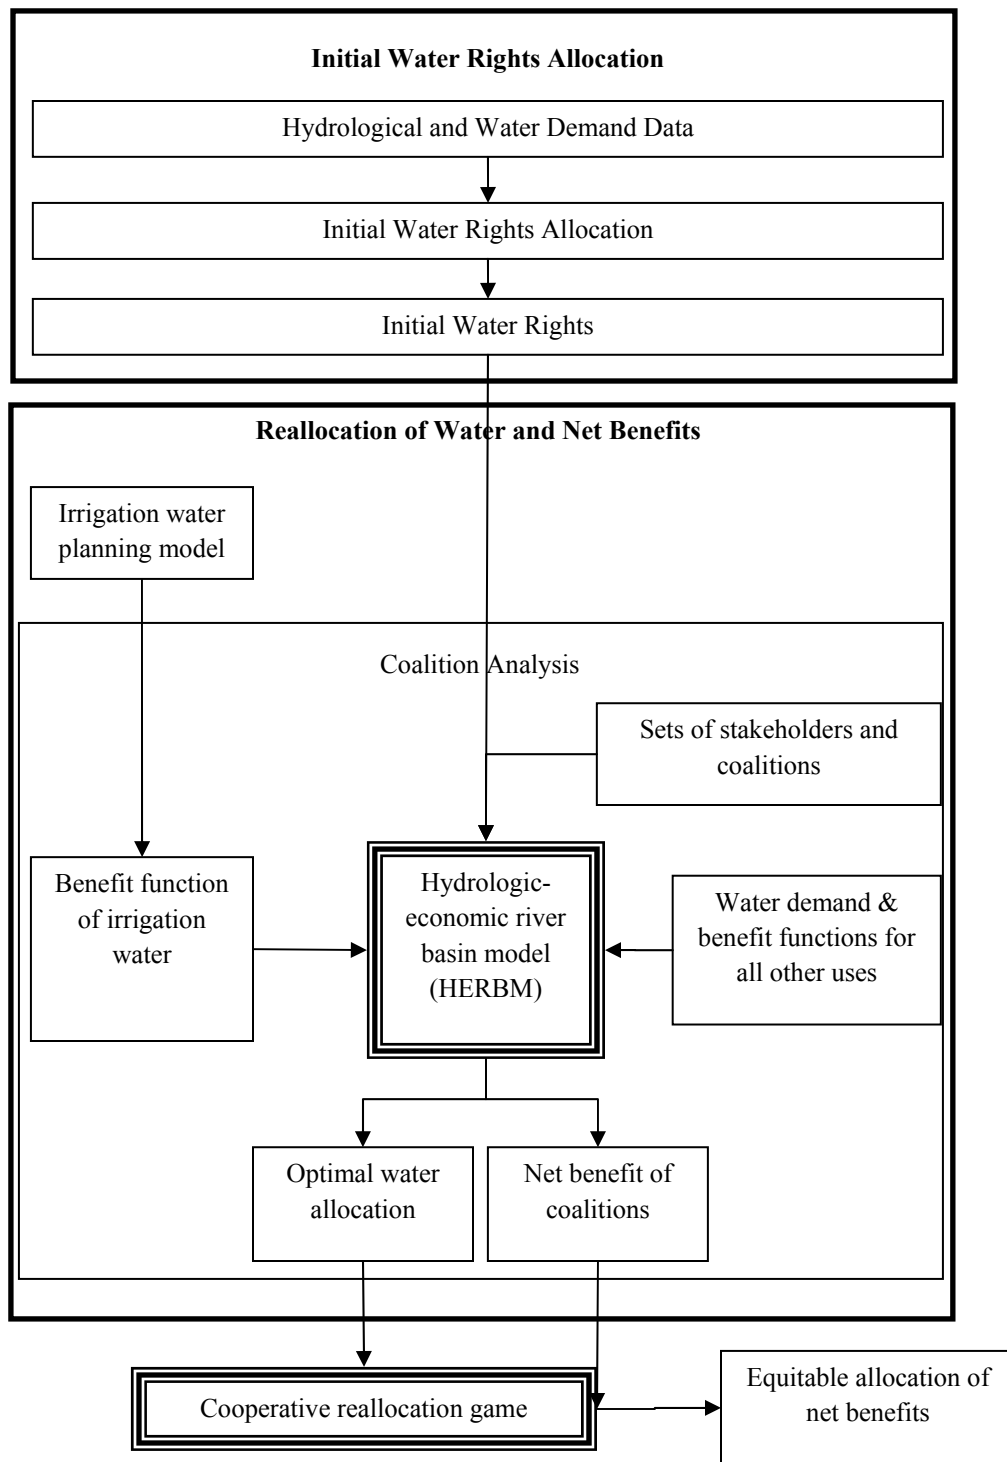 Initial Water Rights Allocation
Hydrological and Water Demand Data
Initial Water Rights Allocation
Initial Water Rights
Reallocation of Water and Net Benefits
Irrigation water
planning model
Coalition Analysis
Sets of stakeholders and
coalitions
Benefit function
of irrigation
water
Hydrologic-
economic river
basin model
(HERBM)
Water demand &
benefit functions for
all other uses
Optimal water
allocation
Net benefit of
coalitions
Cooperative reallocation game
Equitable allocation of
net benefits